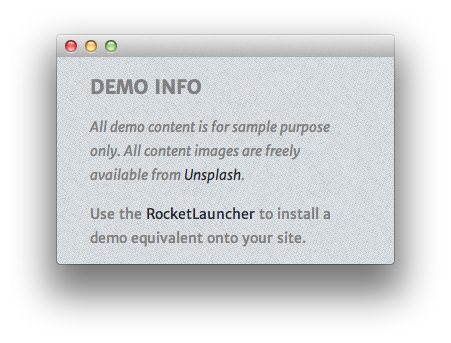 DEMO INFO
All demo content is for sample purpose
only. All content images are freely
available from Unsplash.
Use the RocketLauncher to install a
demo equivalent onto your site.